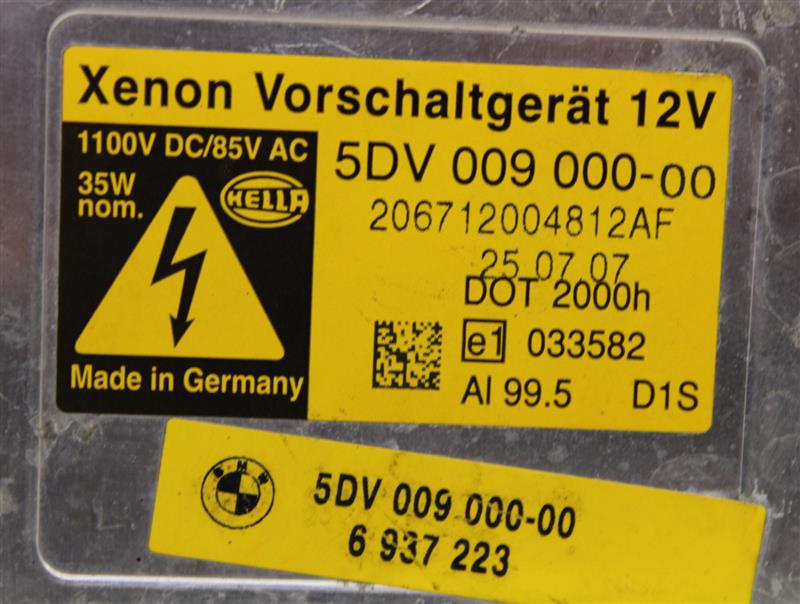 Xenon Vorschaltgerät 12V
1100V DC/85V AC
35W
nom.
HELLA
Made in Germany
5DV 009 000-00
206712004812AF
25.07.07
DOT 2000h
e1 033582
Al 99.5 D1S
BMW
5DV 009 000-00
6 937 223